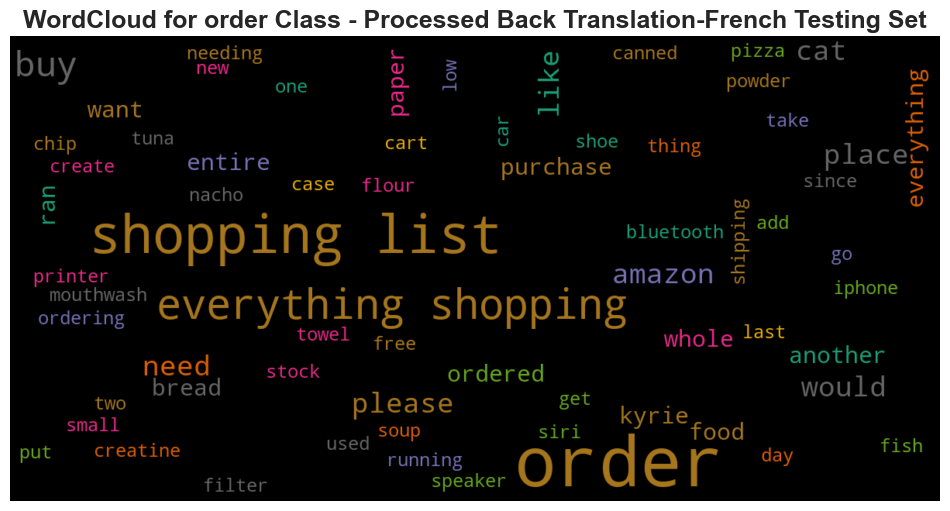 WordCloud for order Class - Processed Back Translation-French Testing Set
needing
canned
pizza
cat
buy
new
one
paper
low
like
powder
everything
want
take
chip
tuna
cart
car
shoe
thing
place
create
entire
purchase
case
flour
since
ran
nacho
shopping list
shipping
add
bluetooth
go
printer
amazon
iphone
mouthwash
everything shopping
ordering
towel
free
whole
last
another
need
stock
ordered
would
bread
two
please
get
kyrie
small
soup
siri
food
order
put
creatine
used
running
day
fish
filter
speaker